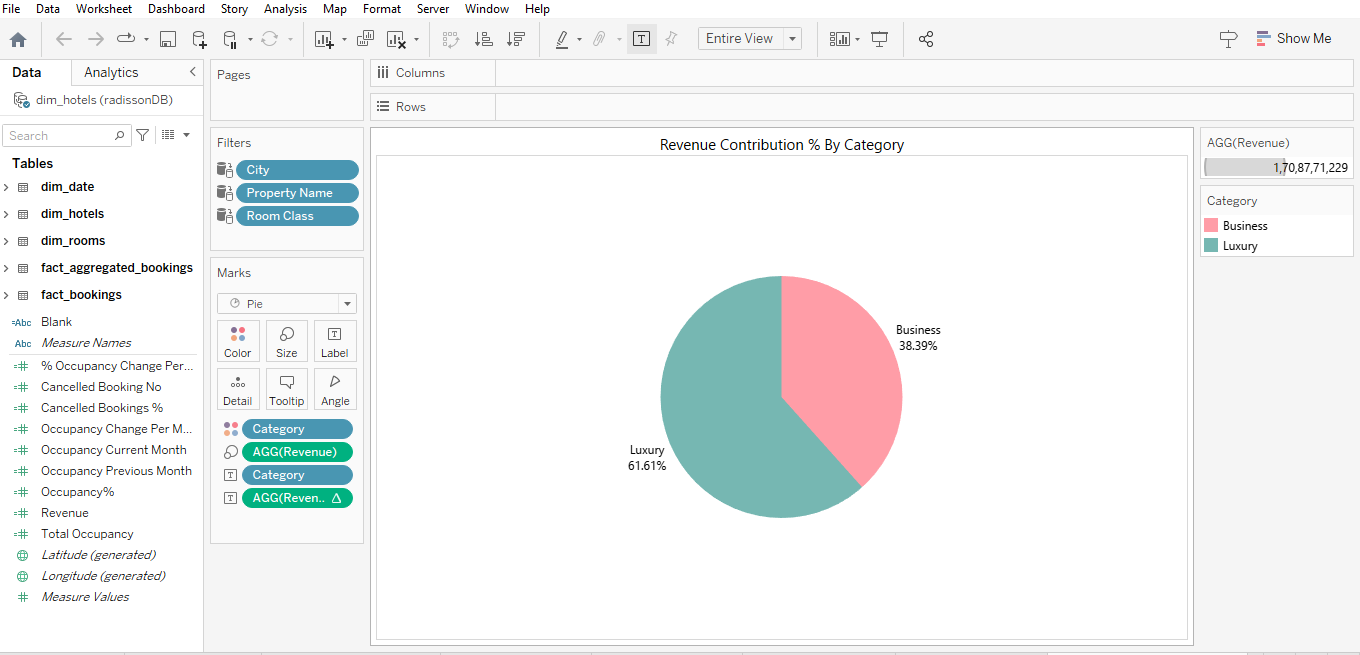 File Data Worksheet Dashboard Story Analysis Map Format Server Window Help
Entire View
Show Me
Data Analytics
dim_hotels (radissonDB)
Search
Tables
dim_date
dim_hotels
dim_rooms
fact_aggregated_bookings
fact_bookings
Abc Blank
Abc Measure Names
% Occupancy Change Per...
Cancelled Booking No
Cancelled Bookings %
Occupancy Change Per M...
Occupancy Current Month
Occupancy Previous Month
Occupancy%
Revenue
Total Occupancy
Latitude (generated)
Longitude (generated)
Measure Values
Pages
Filters
City
Property Name
Room Class
Marks
Pie
Color Size Label
Detail Tooltip Angle
Category
AGG(Revenue)
Category
AGG(Reven..
Columns
Rows
Revenue Contribution % By Category
Business
38.39%
Luxury
61.61%
AGG(Revenue)
1,70,87,71,229
Category
Business
Luxury